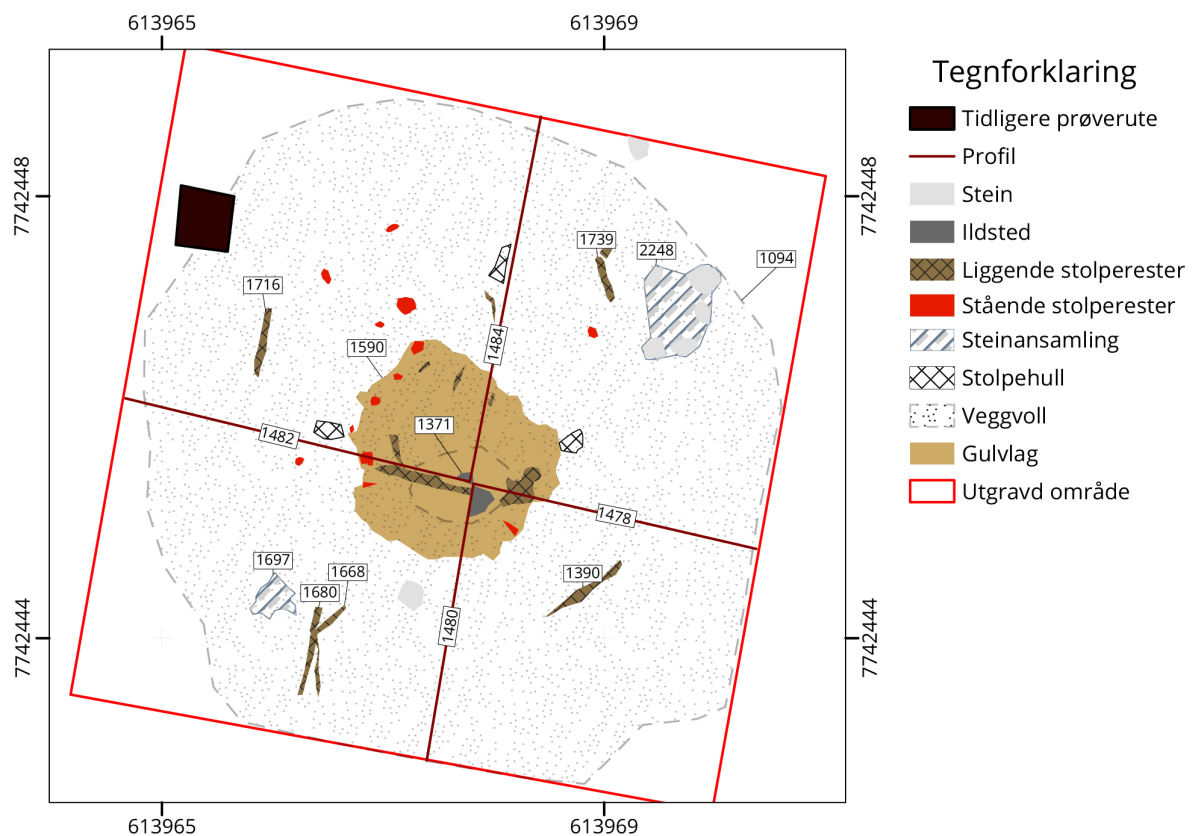 613965
613969
Tegnforklaring
Tidligere prøverute
Profil
Stein
Ildsted
Liggende stolperester
Stående stolperester
Steinansamling
Stolpehull
Veggvoll
Gulvlag
Utgravd område
7742448
7742448
1739
2248
1094
1716
1484
1590
1371
1482
1478
1697
1668
1390
1680
1480
7742444
7742444
613965
613969